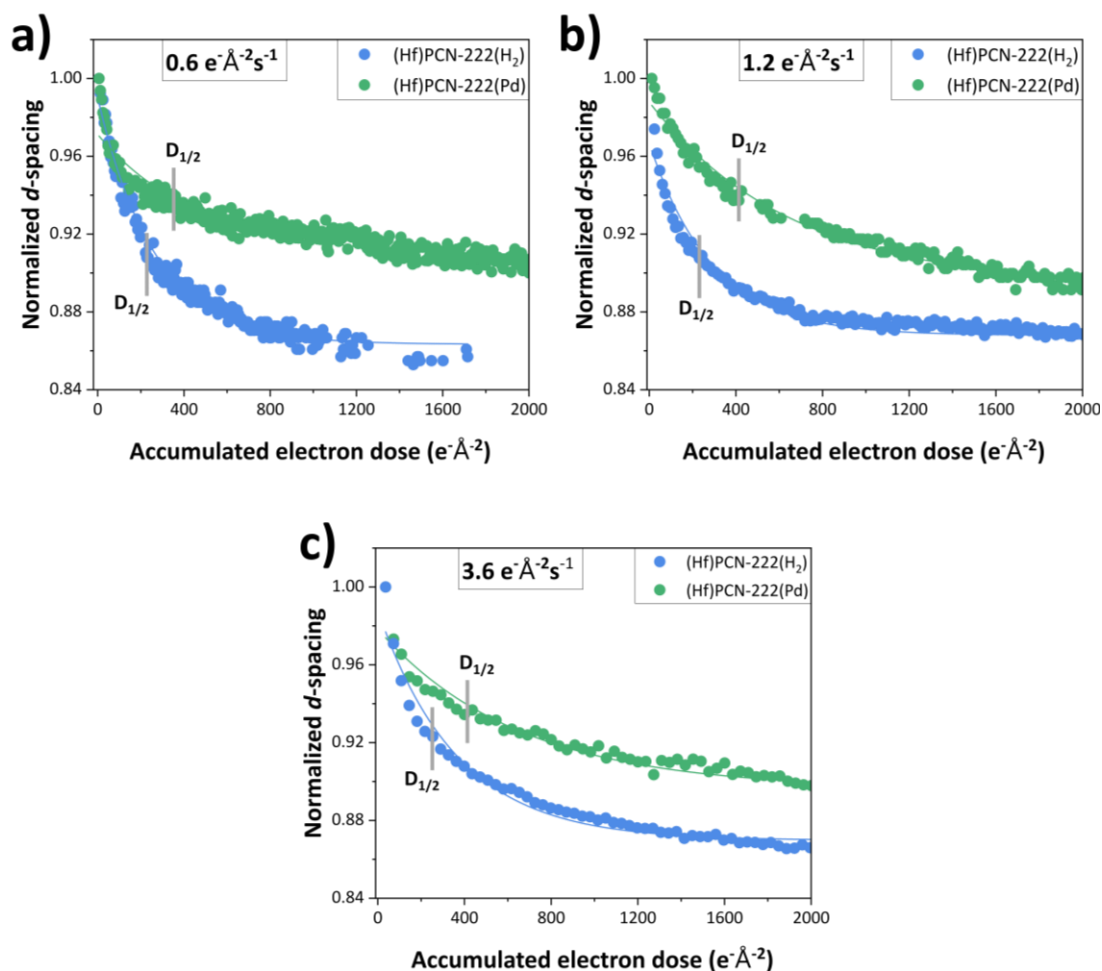 a)
0.6 e⁻Å⁻²s⁻¹
(Hf)PCN-222(H₂)
(Hf)PCN-222(Pd)
Normalized d-spacing
1.00
0.96
0.92
0.88
0.84
D₁/₂
D₁/₂
0
400
800
1200
1600
2000
Accumulated electron dose (e⁻Å⁻²)
b)
1.2 e⁻Å⁻²s⁻¹
(Hf)PCN-222(H₂)
(Hf)PCN-222(Pd)
Normalized d-spacing
1.00
0.96
0.92
0.88
0.84
D₁/₂
D₁/₂
0
400
800
1200
1600
2000
Accumulated electron dose (e⁻Å⁻²)
c)
3.6 e⁻Å⁻²s⁻¹
(Hf)PCN-222(H₂)
(Hf)PCN-222(Pd)
Normalized d-spacing
1.00
0.96
0.92
0.88
0.84
D₁/₂
D₁/₂
0
400
800
1200
1600
2000
Accumulated electron dose (e⁻Å⁻²)